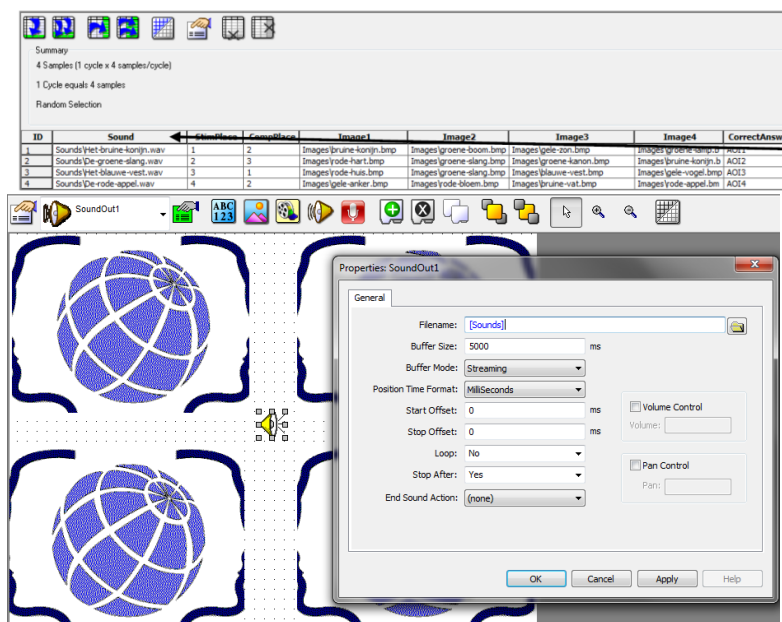 Summary
4 Samples (1 cycle x 4 samples/cycle)
1 Cycle equals 4 samples
Random Selection
ID Sound StimPlace CompPlace Image1 Image2 Image3 Image4 CorrectAnsw
1 Sounds\Het-bruine-konijn.wav 1 2 Images\bruine-konijn.bmp Images\groene-boom.bmp Images\gele-zon.bmp Images\groene-lamp.b AOI1
2 Sounds\De-groene-slang.wav 2 3 Images\rode-hart.bmp Images\groene-slang.bmp Images\groene-kanon.bmp Images\bruine-konijn.b AOI2
3 Sounds\Het-blauwe-vest.wav 3 1 Images\rode-huis.bmp Images\groene-slang.bmp Images\blauwe-vest.bmp Images\gele-vogel.bmp AOI3
4 Sounds\De-rode-appel.wav 4 2 Images\gele-anker.bmp Images\rode-bloem.bmp Images\bruine-vat.bmp Images\rode-appel.bm AOI4
SoundOut1
ABC
123
Properties: SoundOut1
General
Filename: [Sounds]
Buffer Size: 5000 ms
Buffer Mode: Streaming
Position Time Format: MilliSeconds
Start Offset: 0 ms
Volume Control
Volume:
Stop Offset: 0 ms
Loop: No
Pan Control
Stop After: Yes
Pan:
End Sound Action: (none)
OK Cancel Apply Help